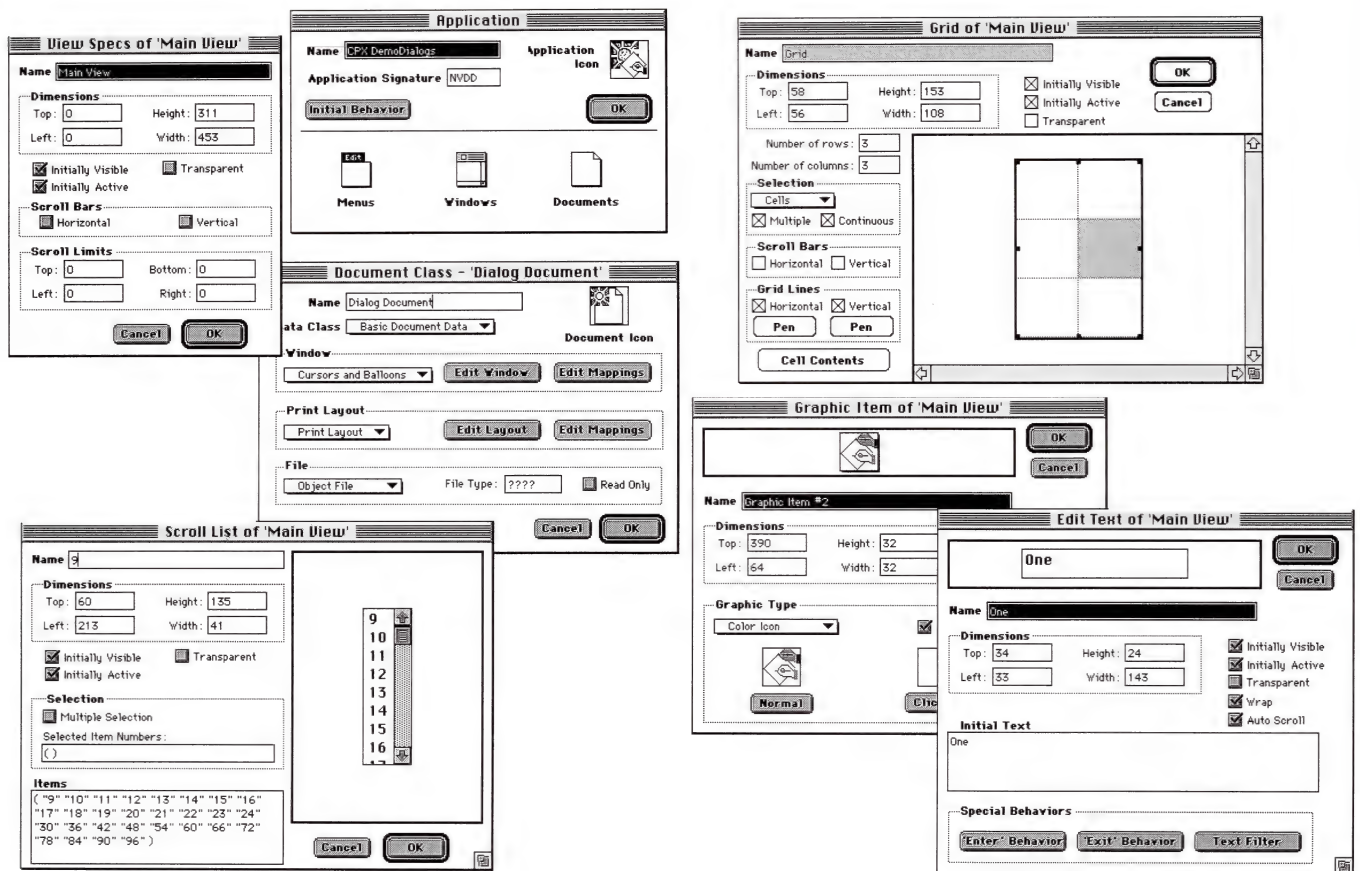 View Specs of 'Main View'
Name Main View
Dimensions
Top: 0 Height: 311
Left: 0 Width: 453
Initially Visible Transparent
Initially Active
Scroll Bars
Horizontal Vertical
Scroll Limits
Top: 0 Bottom: 0
Left: 0 Right: 0
Cancel OK
Application
Name CPX DemoDialogs Application
Icon
Application Signature NVDD
Initial Behavior OK
Edit
Menus Windows Documents
Document Class - 'Dialog Document'
Name Dialog Document
ata Class Basic Document Data
Document Icon
Window
Cursors and Balloons Edit Window Edit Mappings
Print Layout
Print Layout Edit Layout Edit Mappings
File
Object File File Type: ???? Read Only
Cancel OK
Scroll List of 'Main View'
Name 9
Dimensions
Top: 60 Height: 135
Left: 213 Width: 41
Initially Visible Transparent
Initially Active
Selection
Multiple Selection
Selected Item Numbers:
()
Items
( "9" "10" "11" "12" "13" "14" "15" "16"
"17" "18" "19" "20" "21" "22" "23" "24"
"30" "36" "42" "48" "54" "60" "66" "72"
"78" "84" "90" "96" )
9
10
11
12
13
14
15
16
Cancel OK
Grid of 'Main View'
Name Grid
Dimensions
Top: 58 Height: 153
Left: 56 Width: 108
Initially Visible
Initially Active
Transparent
OK
Cancel
Number of rows: 3
Number of columns: 3
Selection
Cells
Multiple Continuous
Scroll Bars
Horizontal Vertical
Grid Lines
Horizontal Vertical
Pen Pen
Cell Contents
Graphic Item of 'Main View'
OK
Cancel
Name Graphic Item #2
Dimensions
Top: 390 Height: 32
Left: 64 Width: 32
Graphic Type
Color Icon
Normal Clic
Edit Text of 'Main View'
One
OK
Cancel
Name One
Dimensions
Top: 34 Height: 24
Left: 33 Width: 143
Initially Visible
Initially Active
Transparent
Wrap
Auto Scroll
Initial Text
One
Special Behaviors
'Enter' Behavior 'Exit' Behavior Text Filter